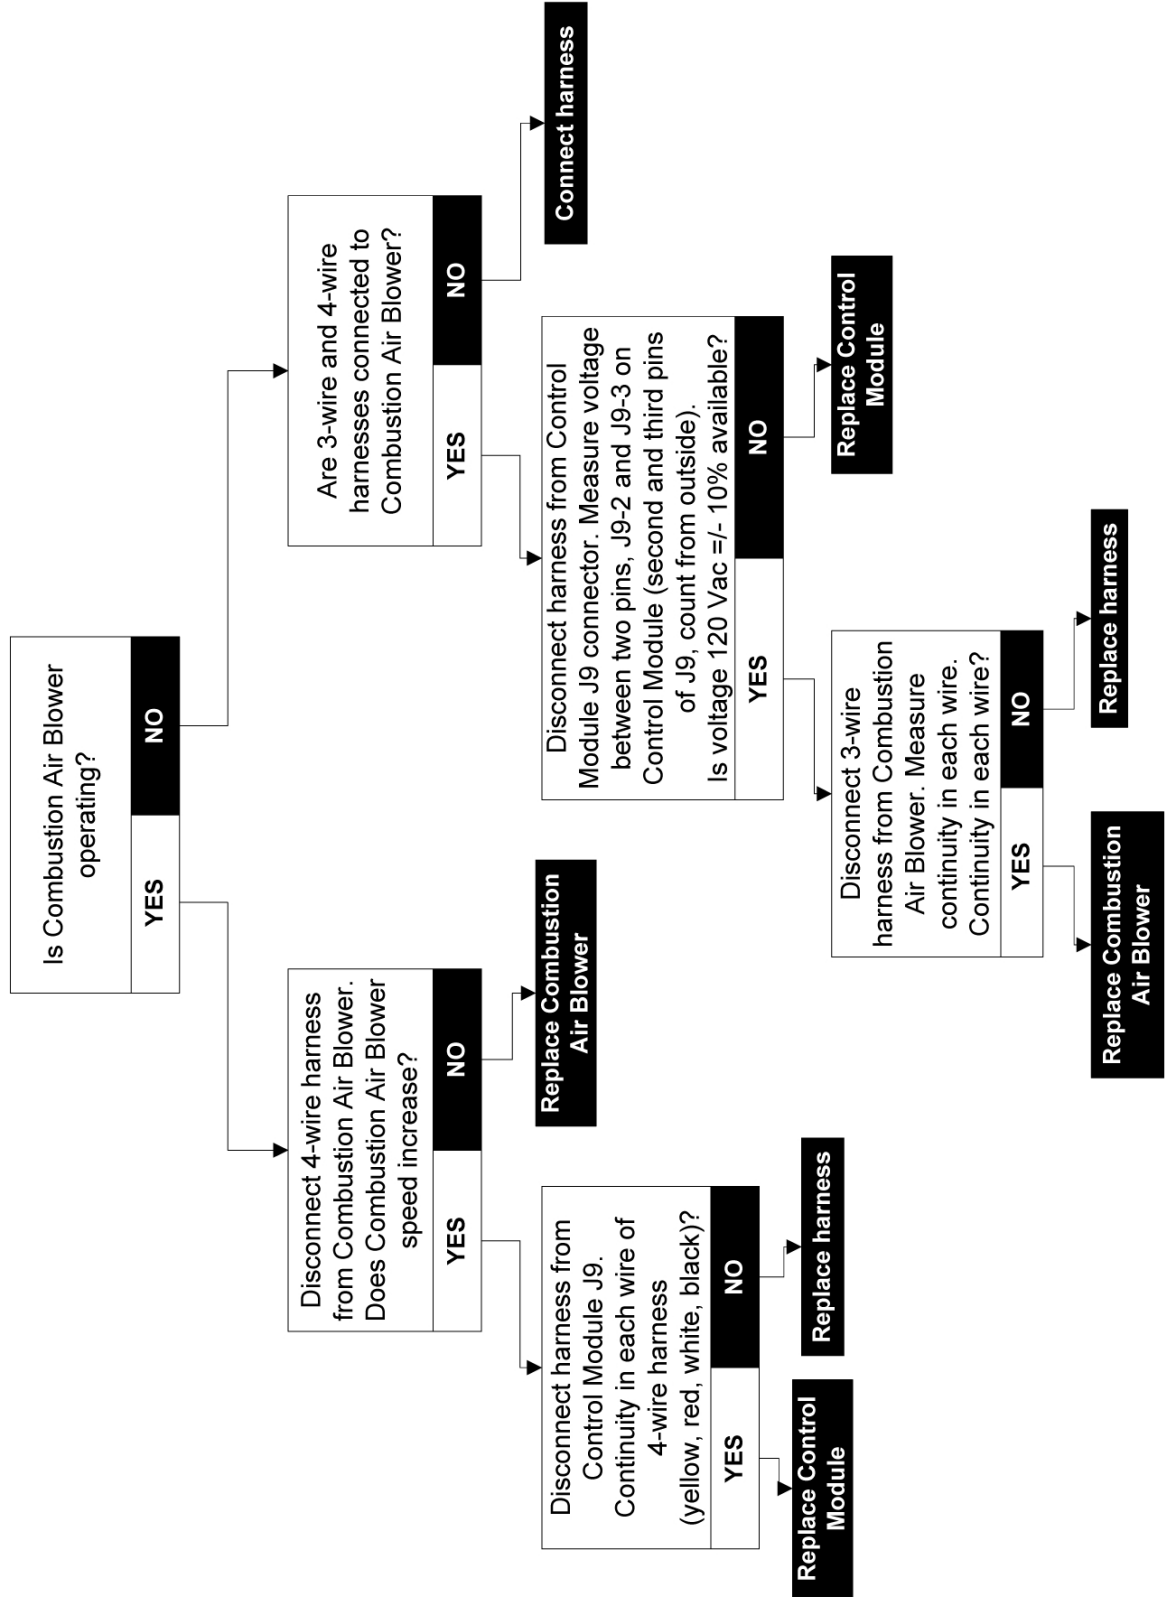 Is Combustion Air Blower
operating?
YES
NO
Disconnect 4-wire harness
from Combustion Air Blower.
Does Combustion Air Blower
speed increase?
YES
NO
Are 3-wire and 4-wire
harnesses connected to
Combustion Air Blower?
YES
NO
Disconnect harness from
Control Module J9.
Continuity in each wire of
4-wire harness
(yellow, red, white, black)?
YES
NO
Replace Combustion
Air Blower
Disconnect harness from Control
Module J9 connector. Measure voltage
between two pins, J9-2 and J9-3 on
Control Module (second and third pins
of J9, count from outside).
Is voltage 120 Vac =/- 10% available?
YES
NO
Connect harness
Replace Control
Module
Replace harness
Disconnect 3-wire
harness from Combustion
Air Blower. Measure
continuity in each wire.
Continuity in each wire?
YES
NO
Replace Control
Module
Replace Combustion
Air Blower
Replace harness